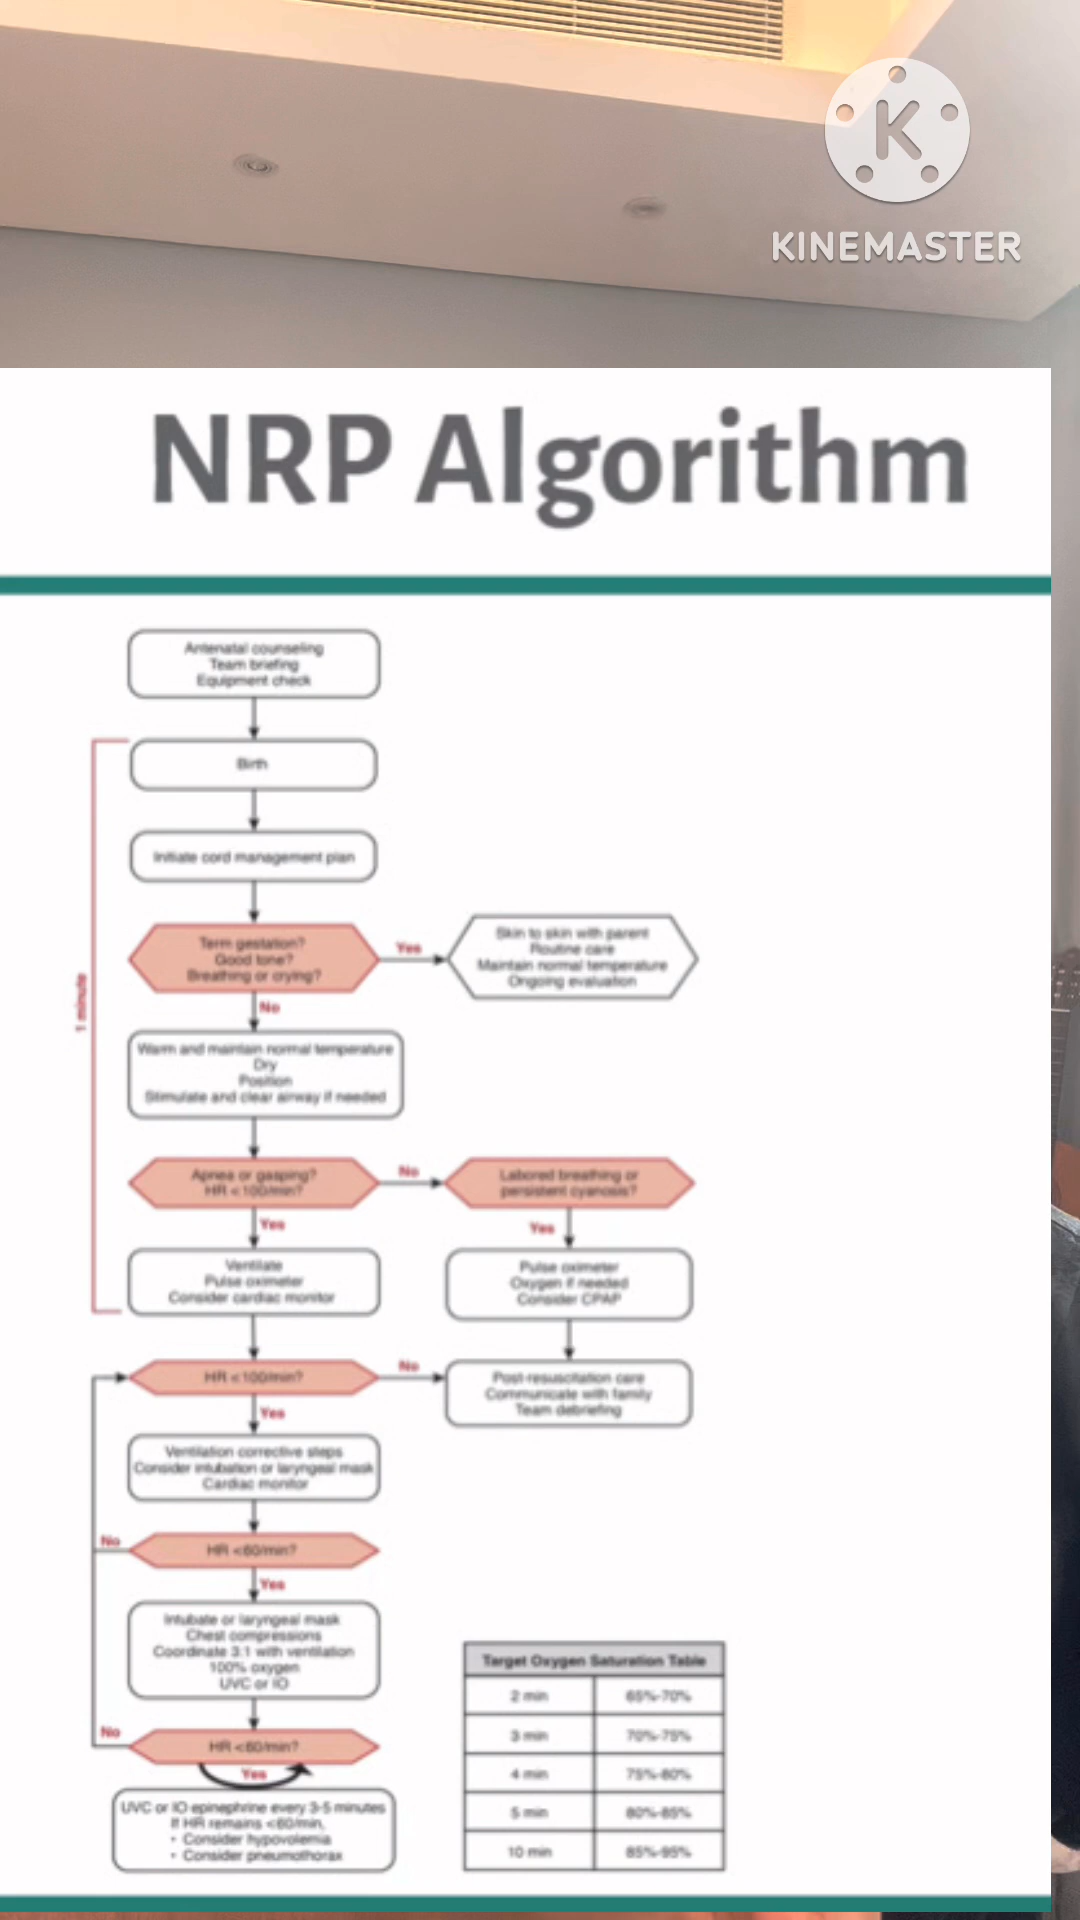 K
KINEMASTER
NRP Algorithm
Antenatal counseling
Team briefing
Equipment check
Birth
Initiate cord management plan
Term gestation?
Good tone?
Breathing or crying?
Yes
Skin to skin with parent
Routine care
Maintain normal temperature
Ongoing evaluation
1 minute
No
Warm and maintain normal temperature
Dry
Position
Stimulate and clear airway if needed
Apnea or gasping?
HR <100/min?
No
Labored breathing or
persistent cyanosis?
Yes
Yes
Ventilate
Pulse oximeter
Consider cardiac monitor
Pulse oximeter
Oxygen if needed
Consider CPAP
HR <100/min?
No
Post-resuscitation care
Communicate with family
Team debriefing
Yes
Ventilation corrective steps
Consider intubation or laryngeal mask
Cardiac monitor
No
HR <60/min?
Yes
Intubate or laryngeal mask
Chest compressions
Coordinate 3:1 with ventilation
100% oxygen
UVC or IO
No
HR <60/min?
Yes
UVC or IO epinephrine every 3-5 minutes
If HR remains <60/min,
• Consider hypovolemia
• Consider pneumothorax
Target Oxygen Saturation Table
2 min 65%-70%
3 min 70%-75%
4 min 75%-80%
5 min 80%-85%
10 min 85%-95%